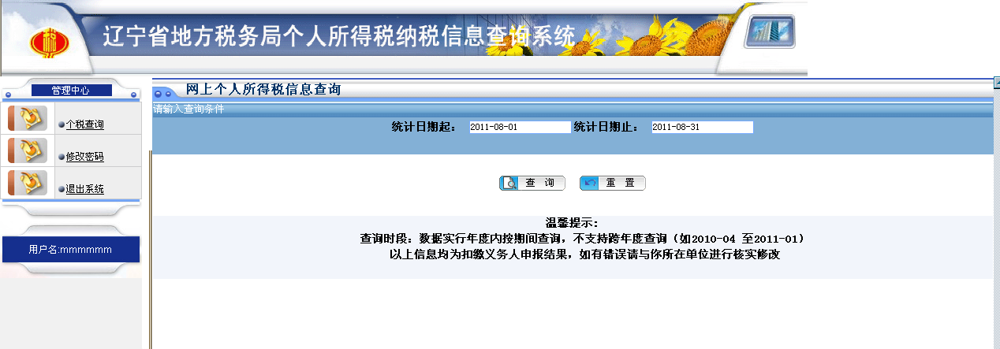 辽宁省地方税务局个人所得税纳税信息查询系统
管理中心
个税查询
修改密码
退出系统
用户名:mmmmmm
网上个人所得税信息查询
请输入查询条件
统计日期起： 2011-08-01 统计日期止： 2011-08-31
查 询 重 置
温馨提示:
查询时段：数据实行年度内按期间查询，不支持跨年度查询（如2010-04 至2011-01）
以上信息均为扣缴义务人申报结果，如有错误请与你所在单位进行核实修改